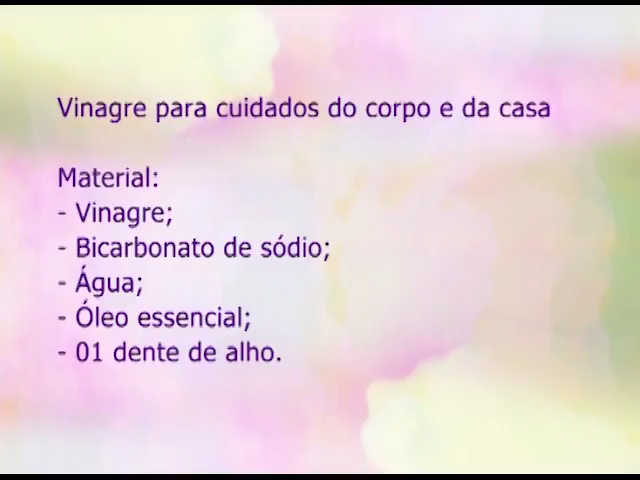 Vinagre para cuidados do corpo e da casa
Material:
- Vinagre;
- Bicarbonato de sódio;
- Água;
- Óleo essencial;
- 01 dente de alho.